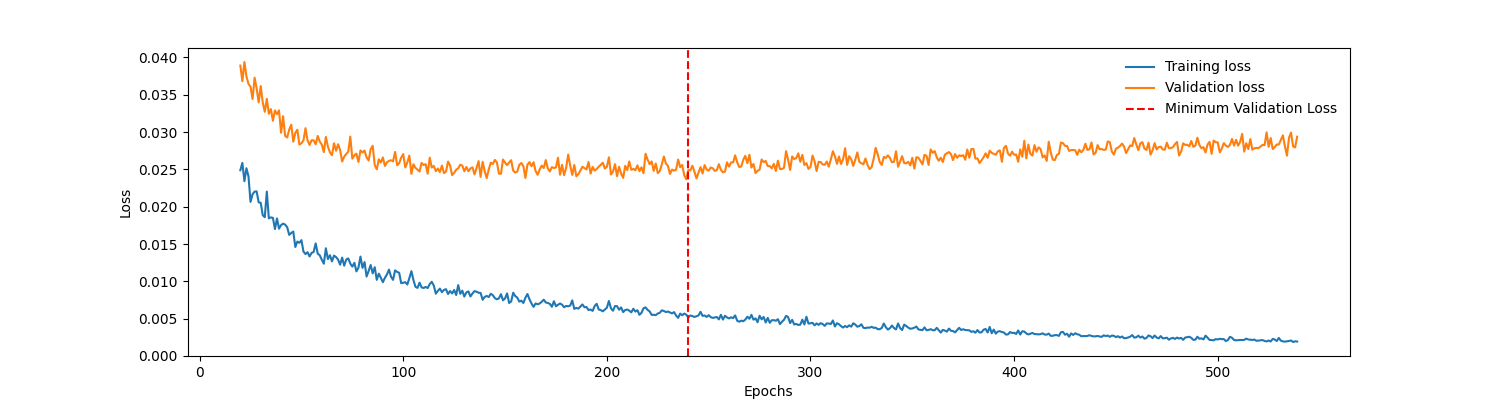 0.040
0.035
0.030
0.025
0.020
0.015
0.010
0.005
0.000
Loss
0 100 200 300 400 500
Epochs
Training loss
Validation loss
Minimum Validation Loss